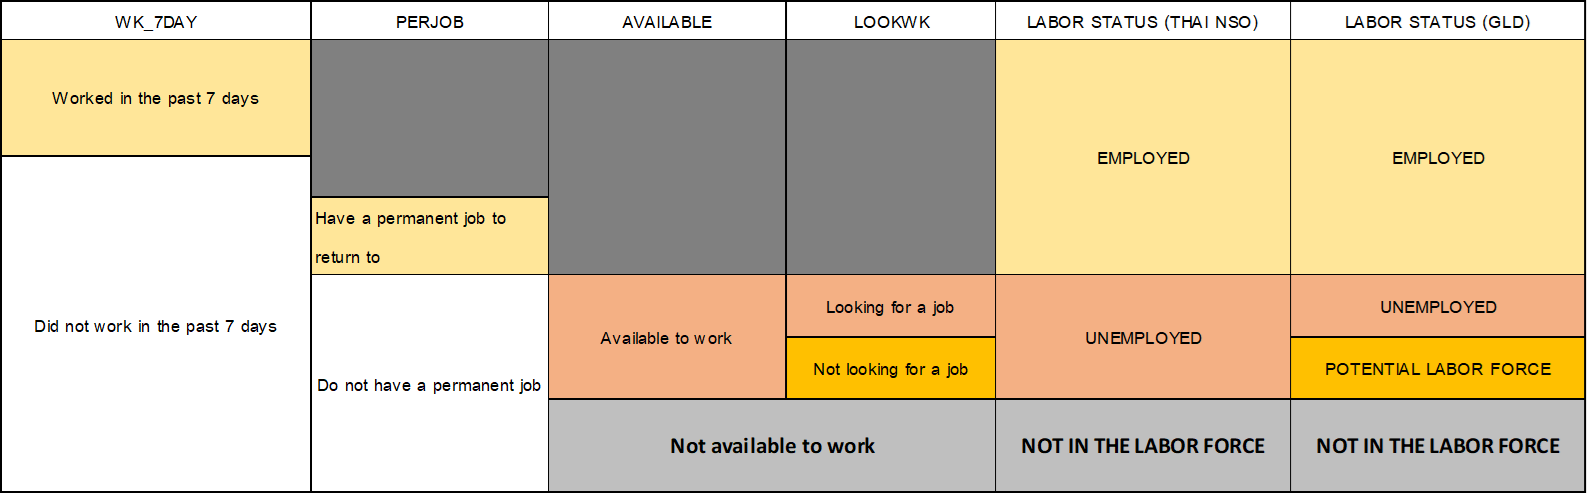 WK_7DAY
PERJOB
AVAILABLE
LOOKWK
LABOR STATUS (THAI NSO)
LABOR STATUS (GLD)
Worked in the past 7 days
EMPLOYED
EMPLOYED
Have a permanent job to
return to
Did not work in the past 7 days
Do not have a permanent job
Available to work
Looking for a job
Not looking for a job
UNEMPLOYED
UNEMPLOYED
POTENTIAL LABOR FORCE
Not available to work
NOT IN THE LABOR FORCE
NOT IN THE LABOR FORCE